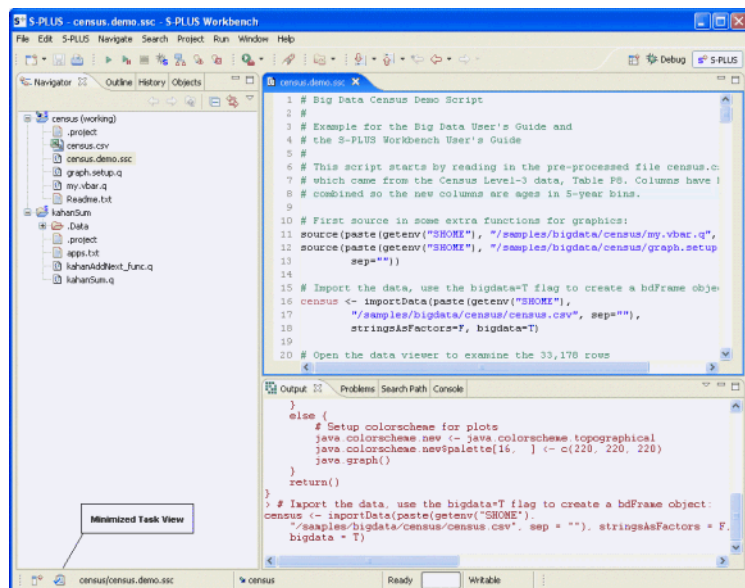 S-PLUS - census.demo.ssc - S-PLUS Workbench
File Edit S-PLUS Navigate Search Project Run Window Help
Debug S-PLUS
Navigator Outline History Objects
census (working)
.project
census.csv
census.demo.ssc
graph.setup.q
my.vbar.q
Readme.txt
kahanSum
.Data
.project
apps.txt
kahanAddNext_func.q
kahanSum.q
Minimized Task View
census.demo.ssc
1 # Big Data Census Demo Script
2 #
3 # Example for the Big Data User's Guide and
4 # the S-PLUS Workbench User's Guide
5 #
6 # This script starts by reading in the pre-processed file census.c
7 # which came from the Census Level-3 data, Table P8. Columns have
8 # combined so the new columns are ages in 5-year bins.
9
10 # First source in some extra functions for graphics:
11 source(paste(getenv("SHOME"), "/samples/bigdata/census/my.vbar.q",
12 source(paste(getenv("SHOME"), "/samples/bigdata/census/graph.setup
13 sep=""))
14
15 # Import the data, use the bigdata=T flag to create a bdFrame obje
16 census <- importData(paste(getenv("SHOME"),
17 "/samples/bigdata/census/census.csv", sep=""),
18 stringsAsFactors=F, bigdata=T)
19
20 # Open the data viewer to examine the 33,178 rows
Output Problems Search Path Console
}
else {
# Setup colorscheme for plots
java.colorscheme.new <- java.colorscheme.topographical
java.colorscheme.new$palette[16, ] <- c(220, 220, 220)
java.graph()
}
return()
}
> # Import the data, use the bigdata=T flag to create a bdFrame object:
census <- importData(paste(getenv("SHOME"),
"/samples/bigdata/census/census.csv", sep = ""), stringsAsFactors = F,
bigdata = T)
census/census.demo.ssc census Ready Writable